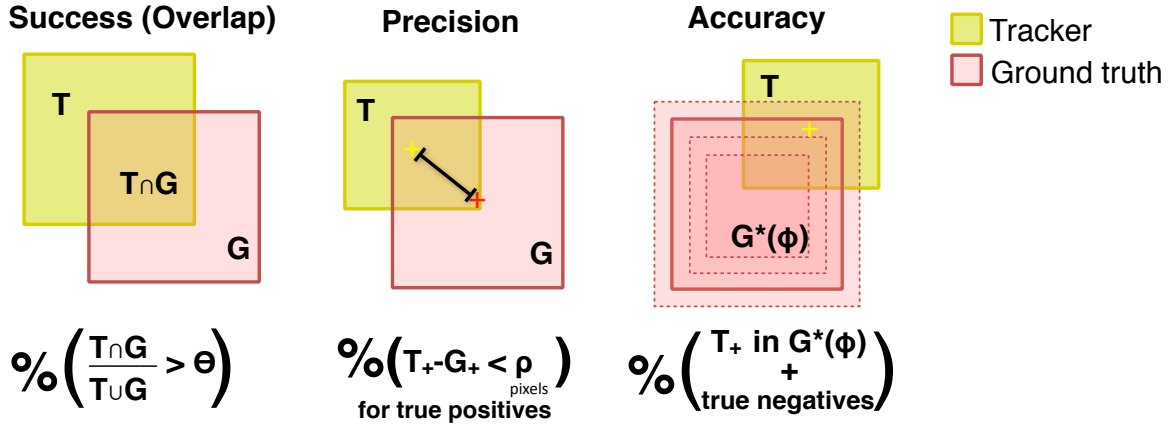 Success (Overlap)
Precision
Accuracy
Tracker
Ground truth
T
T∩G
G
T
G
T
G*(ϕ)
%(T∩G / T∪G > Θ)
%(T₊-G₊ < ρ pixels)
for true positives
%(T₊ in G*(ϕ)
+
true negatives)